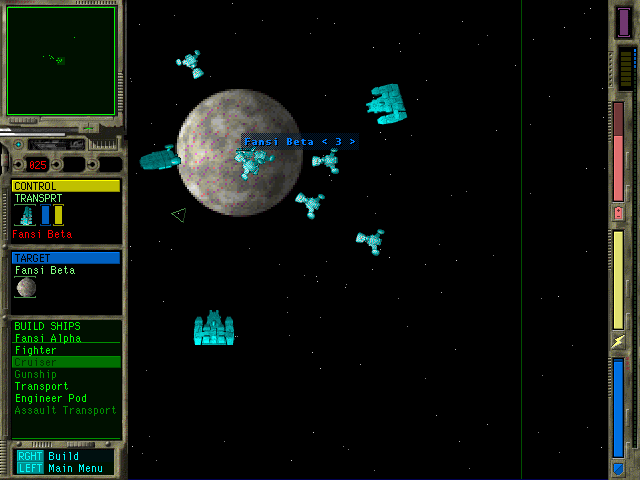 Fansi Beta < 3 >
025
CONTROL
TRANSPRT
Fansi Beta
TARGET
Fansi Beta
BUILD SHIPS
Fansi Alpha
Fighter
Cruiser
Gunship
Transport
Engineer Pod
Assault Transport
RGHT Build
LEFT Main Menu